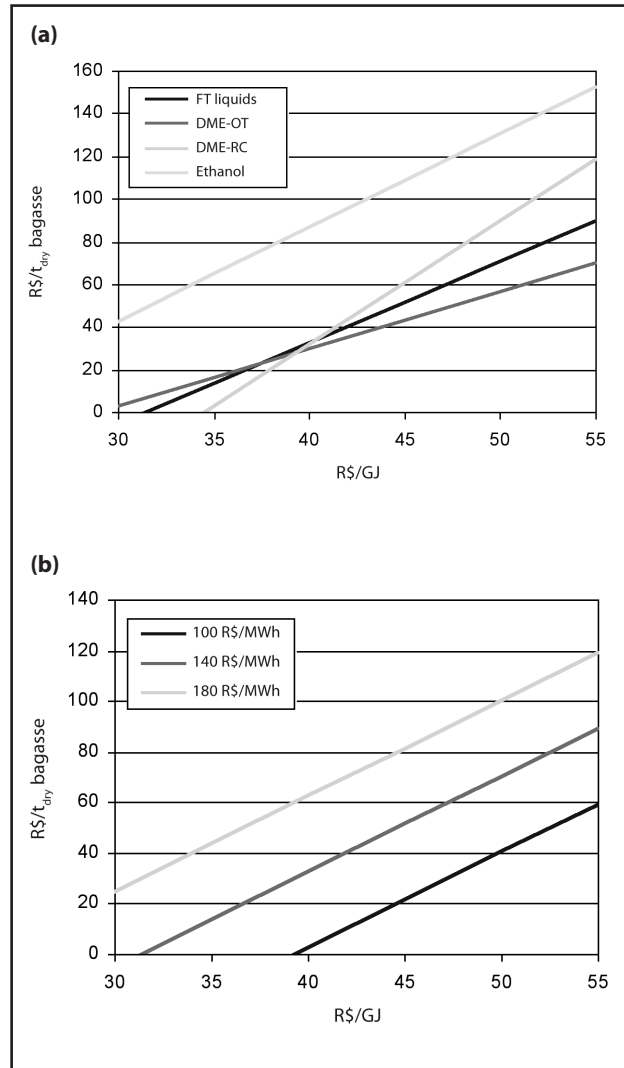 (a)
160
140
120
100
80
60
40
20
0
FT liquids
DME-OT
DME-RC
Ethanol
R$/tdry bagasse
30 35 40 45 50 55
R$/GJ
(b)
140
120
100
80
60
40
20
0
100 R$/MWh
140 R$/MWh
180 R$/MWh
R$/tdry bagasse
30 35 40 45 50 55
R$/GJ